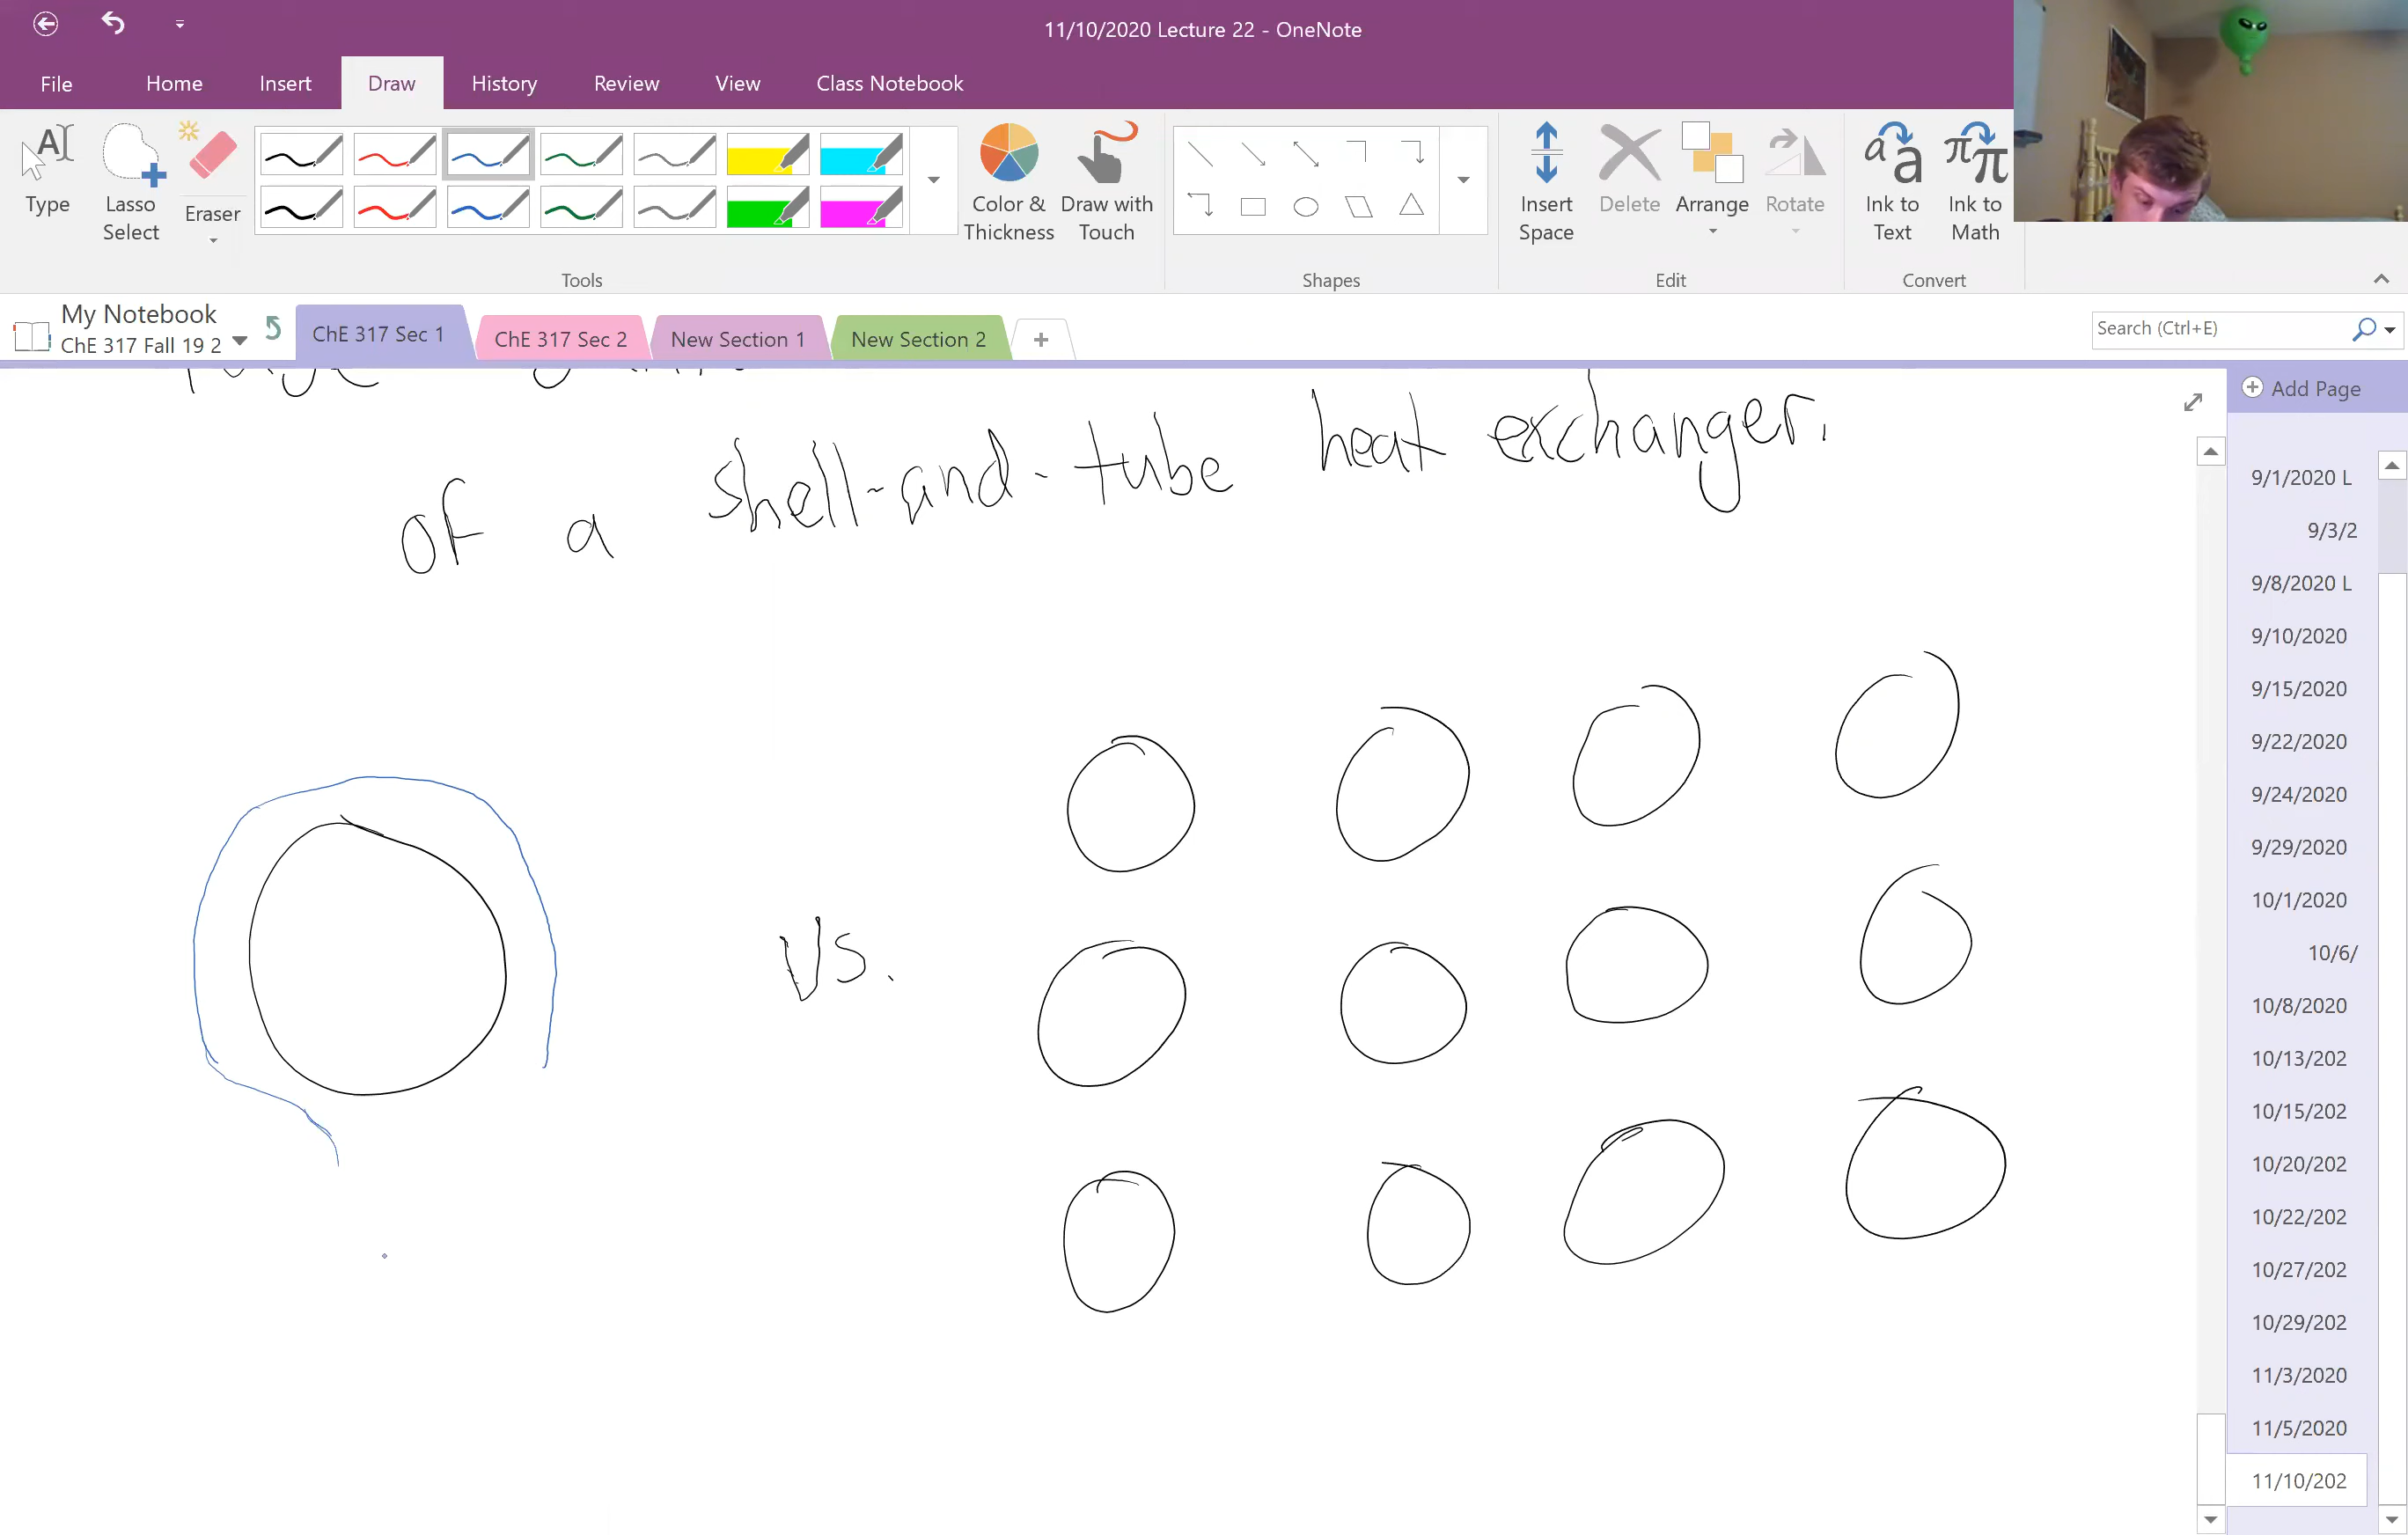 11/10/2020 Lecture 22 - OneNote
File Home Insert Draw History Review View Class Notebook
Type Lasso Select Eraser Color & Thickness Draw with Touch Insert Space Delete Arrange Rotate Ink to Text Ink to Math
Tools Shapes Edit Convert
My Notebook
ChE 317 Fall 19 2
ChE 317 Sec 1 ChE 317 Sec 2 New Section 1 New Section 2
Search (Ctrl+E)
Add Page
of a shell-and-tube heat exchanger.
vs.
9/1/2020 L
9/3/2
9/8/2020 L
9/10/2020
9/15/2020
9/22/2020
9/24/2020
9/29/2020
10/1/2020
10/6/
10/8/2020
10/13/202
10/15/202
10/20/202
10/22/202
10/27/202
10/29/202
11/3/2020
11/5/2020
11/10/202